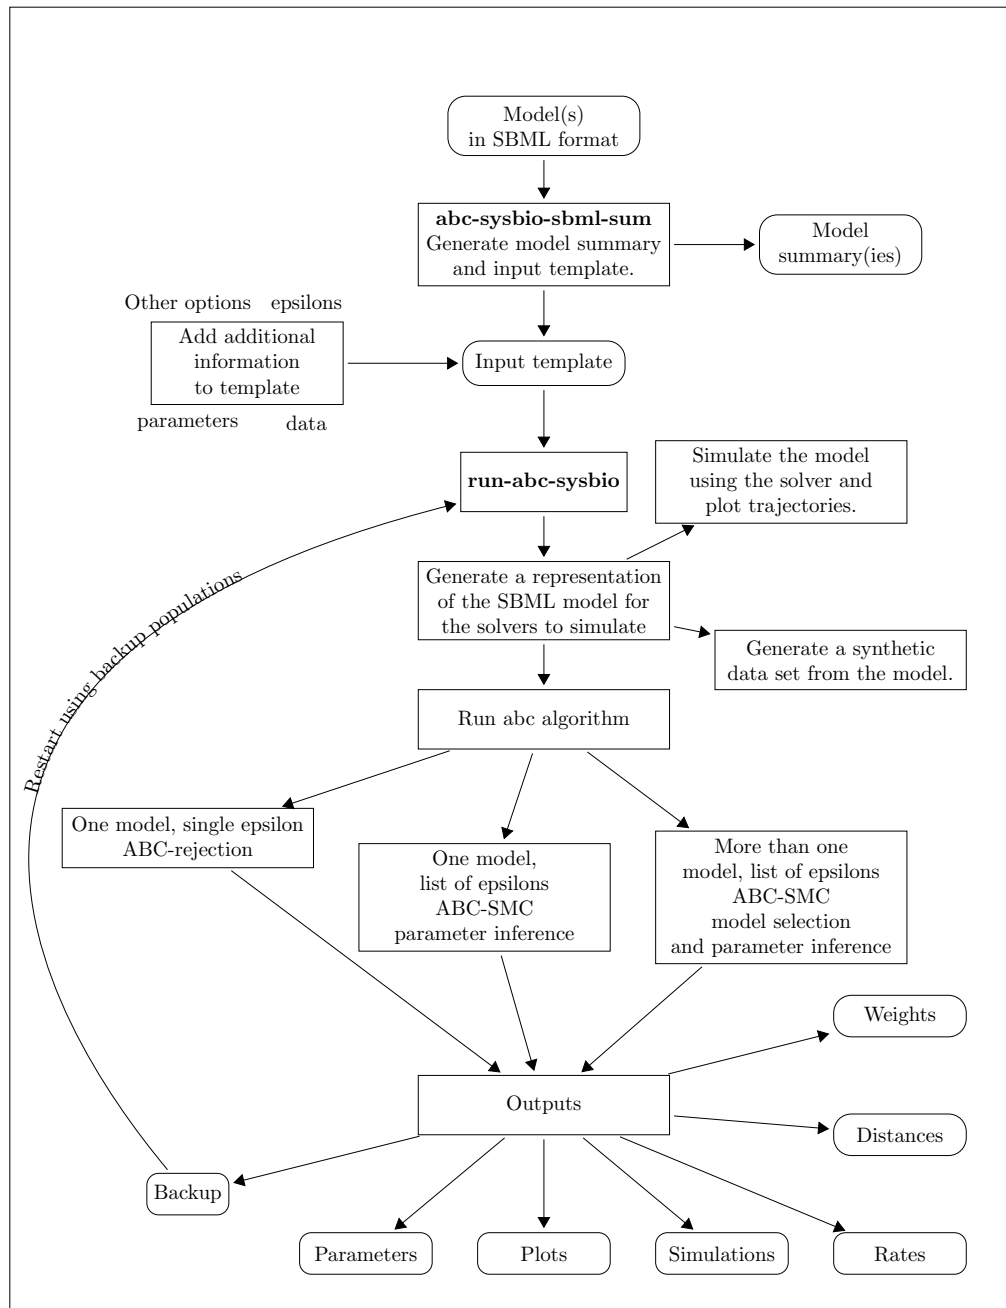 Model(s)
in SBML format
abc-sysbio-sbml-sum
Generate model summary
and input template.
Model
summary(ies)
Other options epsilons
Add additional
information
to template
parameters data
Input template
run-abc-sysbio
Simulate the model
using the solver and
plot trajectories.
Generate a representation
of the SBML model for
the solvers to simulate
Generate a synthetic
data set from the model.
Restart using backup populations
Run abc algorithm
One model, single epsilon
ABC-rejection
One model,
list of epsilons
ABC-SMC
parameter inference
More than one
model, list of epsilons
ABC-SMC
model selection
and parameter inference
Weights
Outputs
Distances
Backup
Parameters
Plots
Simulations
Rates